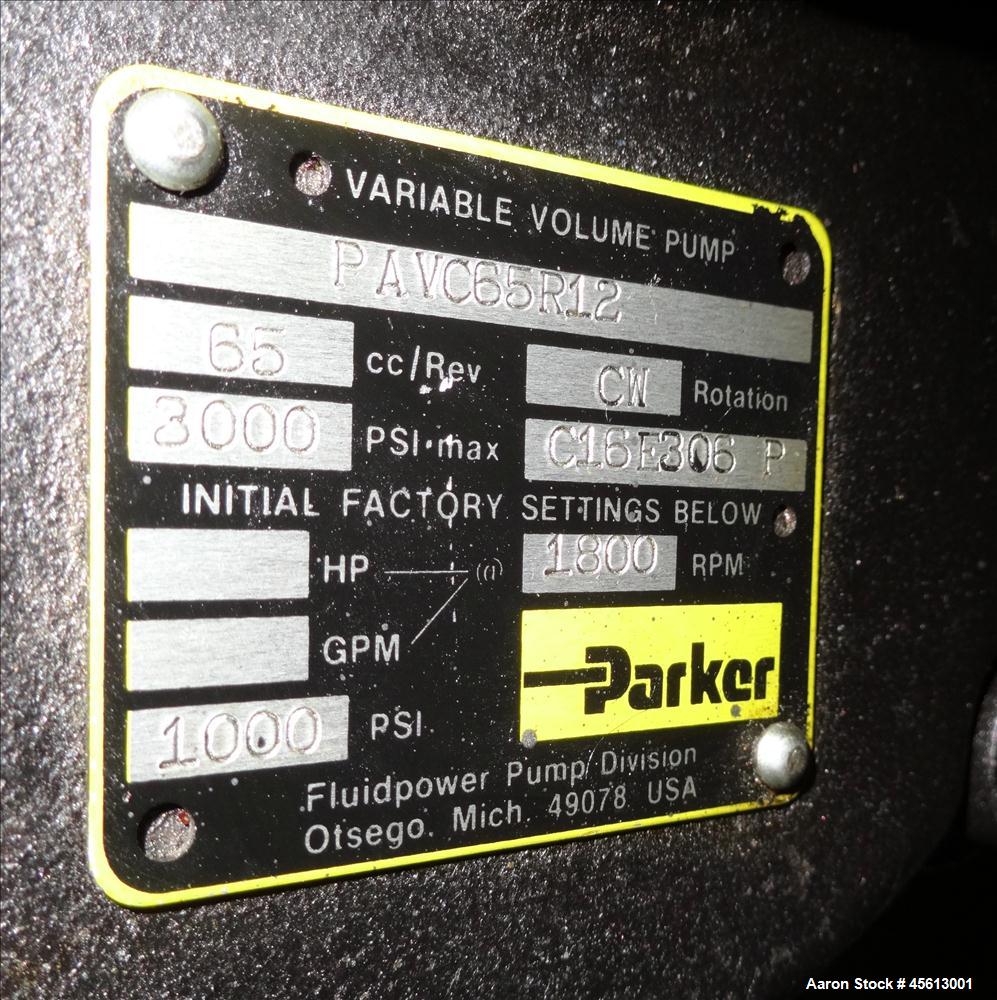 VARIABLE VOLUME PUMP
PAVC65R12
65 cc/Rev CW Rotation
3000 PSI·max C16E306 P
INITIAL FACTORY SETTINGS BELOW
HP @ 1800 RPM
GPM
Parker
1000 PSI
Fluidpower Pump Division
Otsego. Mich. 49078 USA
Aaron Stock # 45613001